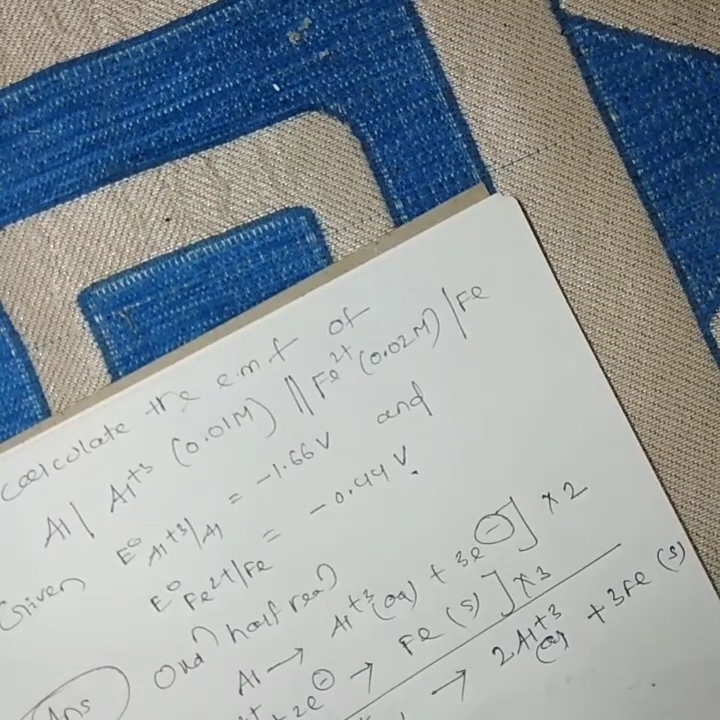 calculate the emf of
Al | Al+3 (0.01M) || Fe2+ (0.02M) | Fe
Given E° Al+3/Al = -1.66V and
E° Fe2+/Fe = -0.44V.
Ans Oxdn half rea)
Al → Al+3 (aq) + 3e⊖] × 2
+2e⊖ → Fe (s)] × 3
→ 2Al+3 (aq) + 3Fe (s)